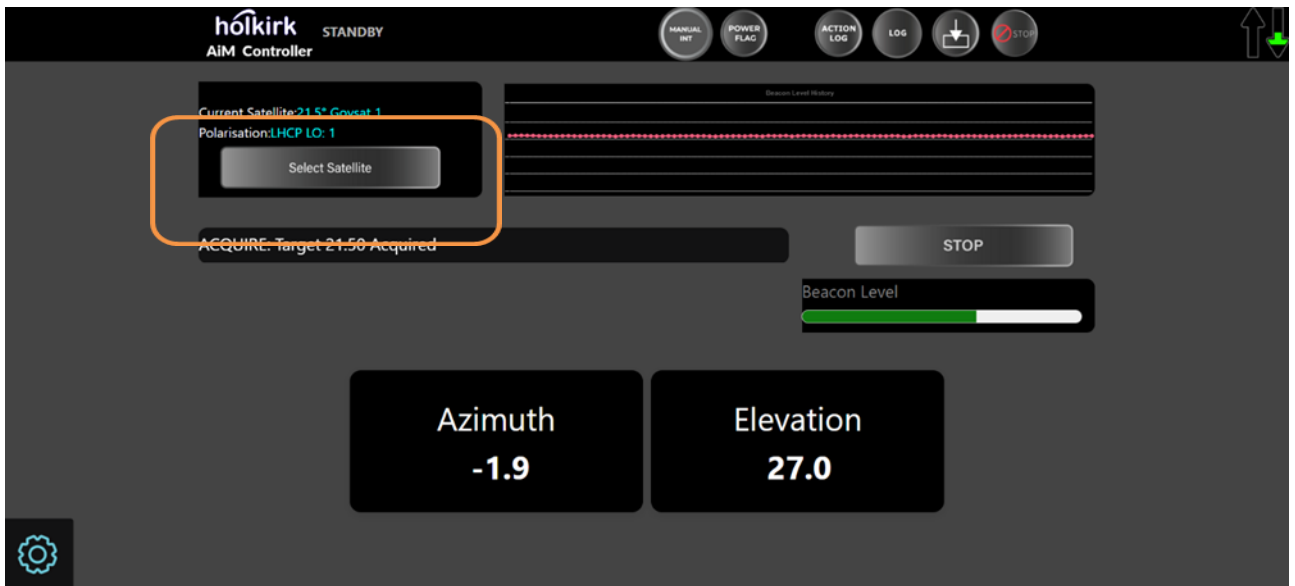 hólkirk STANDBY
AiM Controller
MANUAL
INT
POWER
FLAG
ACTION
LOG
LOG
STOP
Current Satellite:21.5° Govsat 1
Polarisation:LHCP LO: 1
Select Satellite
Beacon Level History
ACQUIRE: Target 21.50 Acquired
STOP
Beacon Level
Azimuth
-1.9
Elevation
27.0